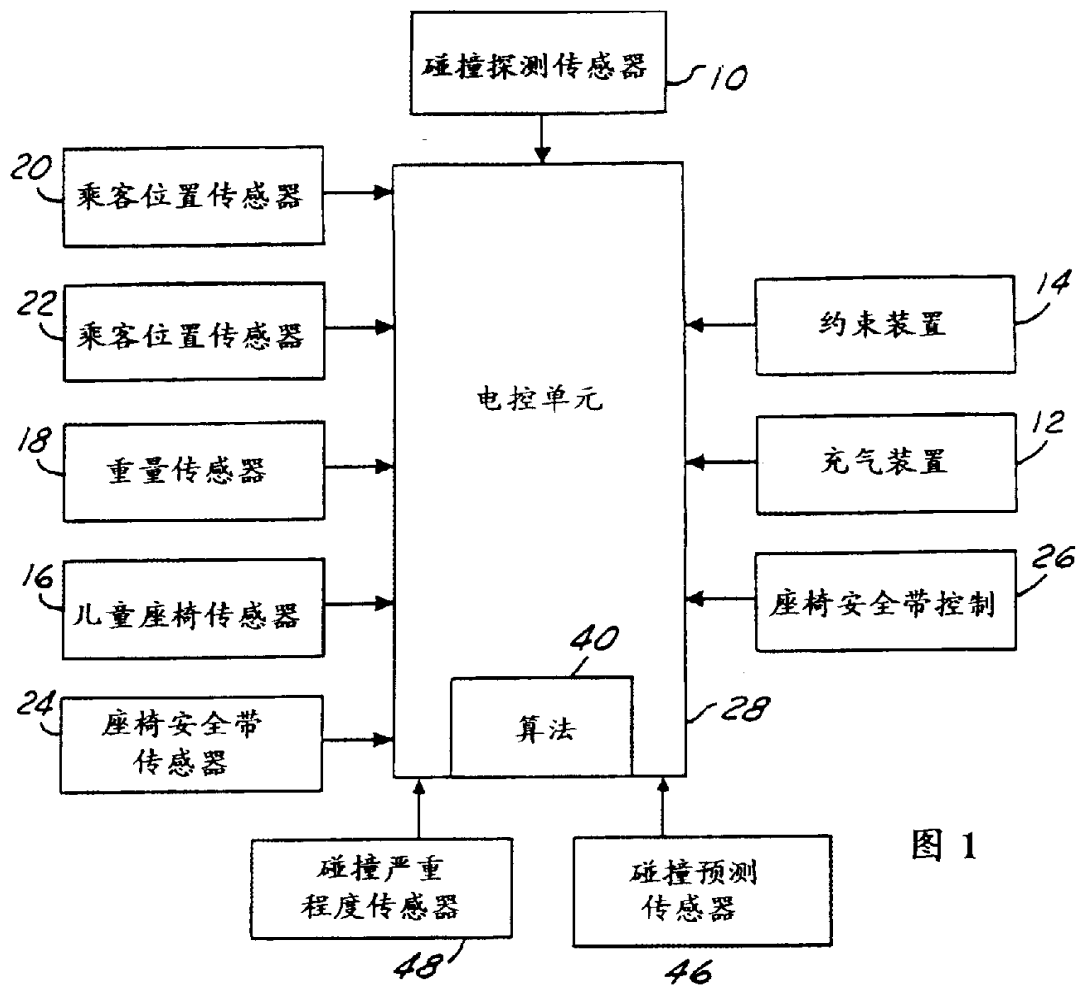 碰撞探测传感器
10
20
乘客位置传感器
22
乘客位置传感器
14
约束装置
电控单元
18
重量传感器
12
充气装置
16
儿童座椅传感器
26
座椅安全带控制
24
座椅安全带
传感器
40
算法
28
碰撞严重
程度传感器
48
碰撞预测
传感器
46
图 1